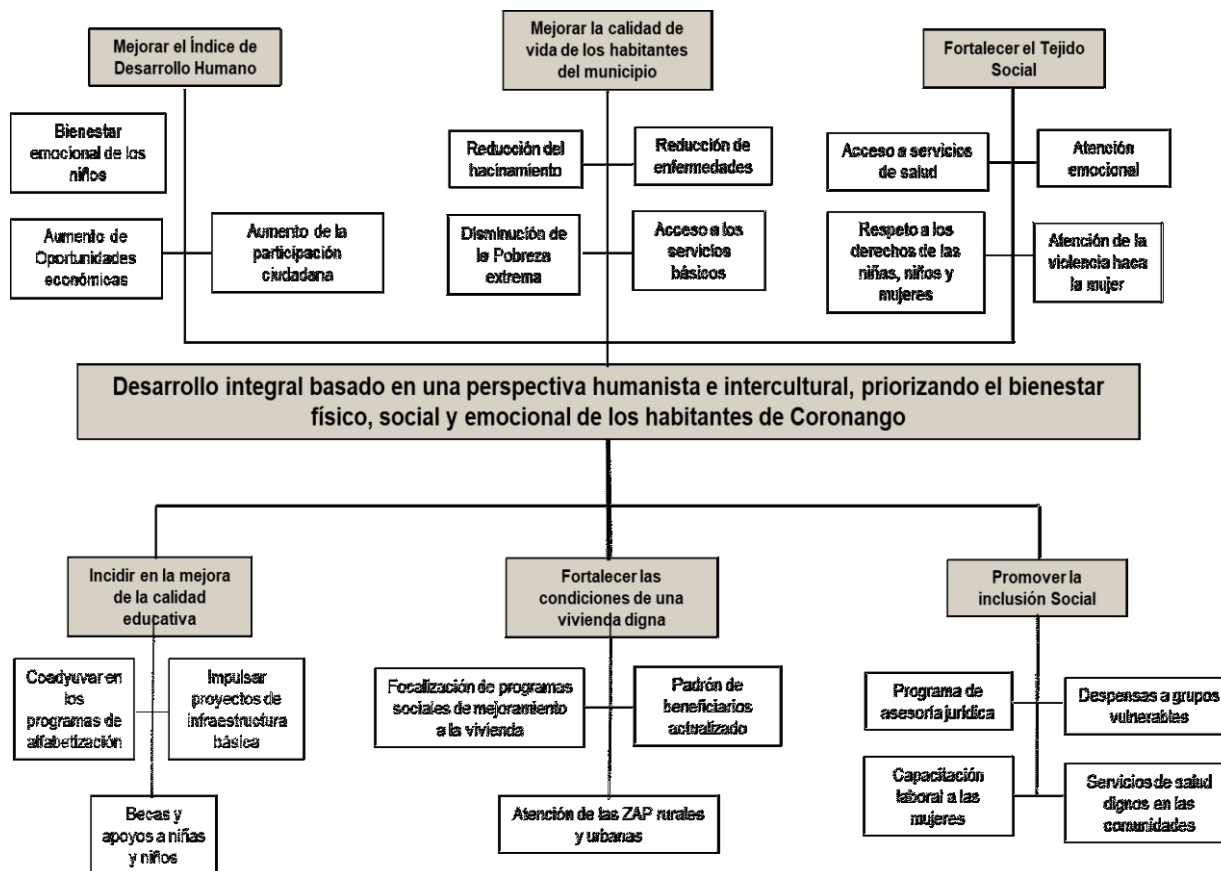 Mejorar el Índice de
Desarrollo Humano
Mejorar la calidad de
vida de los habitantes
del municipio
Fortalecer el Tejido
Social
Bienestar
emocional de los
niños
Reducción del
hacinamiento
Reducción de
enfermedades
Acceso a servicios
de salud
Atención
emocional
Aumento de
Oportunidades
económicas
Aumento de la
participación
ciudadana
Disminución de
la Pobreza
extrema
Acceso a los
servicios
básicos
Respeto a los
derechos de las
niñas, niños y
mujeres
Atención de la
violencia haca
la mujer
Desarrollo integral basado en una perspectiva humanista e intercultural, priorizando el bienestar
físico, social y emocional de los habitantes de Coronango
Incidir en la mejora
de la calidad
educativa
Fortalecer las
condiciones de una
vivienda digna
Promover la
inclusión Social
Coadyuvar en
los
programas de
alfabetización
Impulsar
proyectos de
infraestructura
básica
Becas y
apoyos a niñas
y niños
Focalización de programas
sociales de mejoramiento
a la vivienda
Padrón de
beneficiarios
actualizado
Atención de las ZAP rurales
y urbanas
Programa de
asesoría jurídica
Despensas a grupos
vulnerables
Capacitación
laboral a las
mujeres
Servicios de salud
dignos en las
comunidades